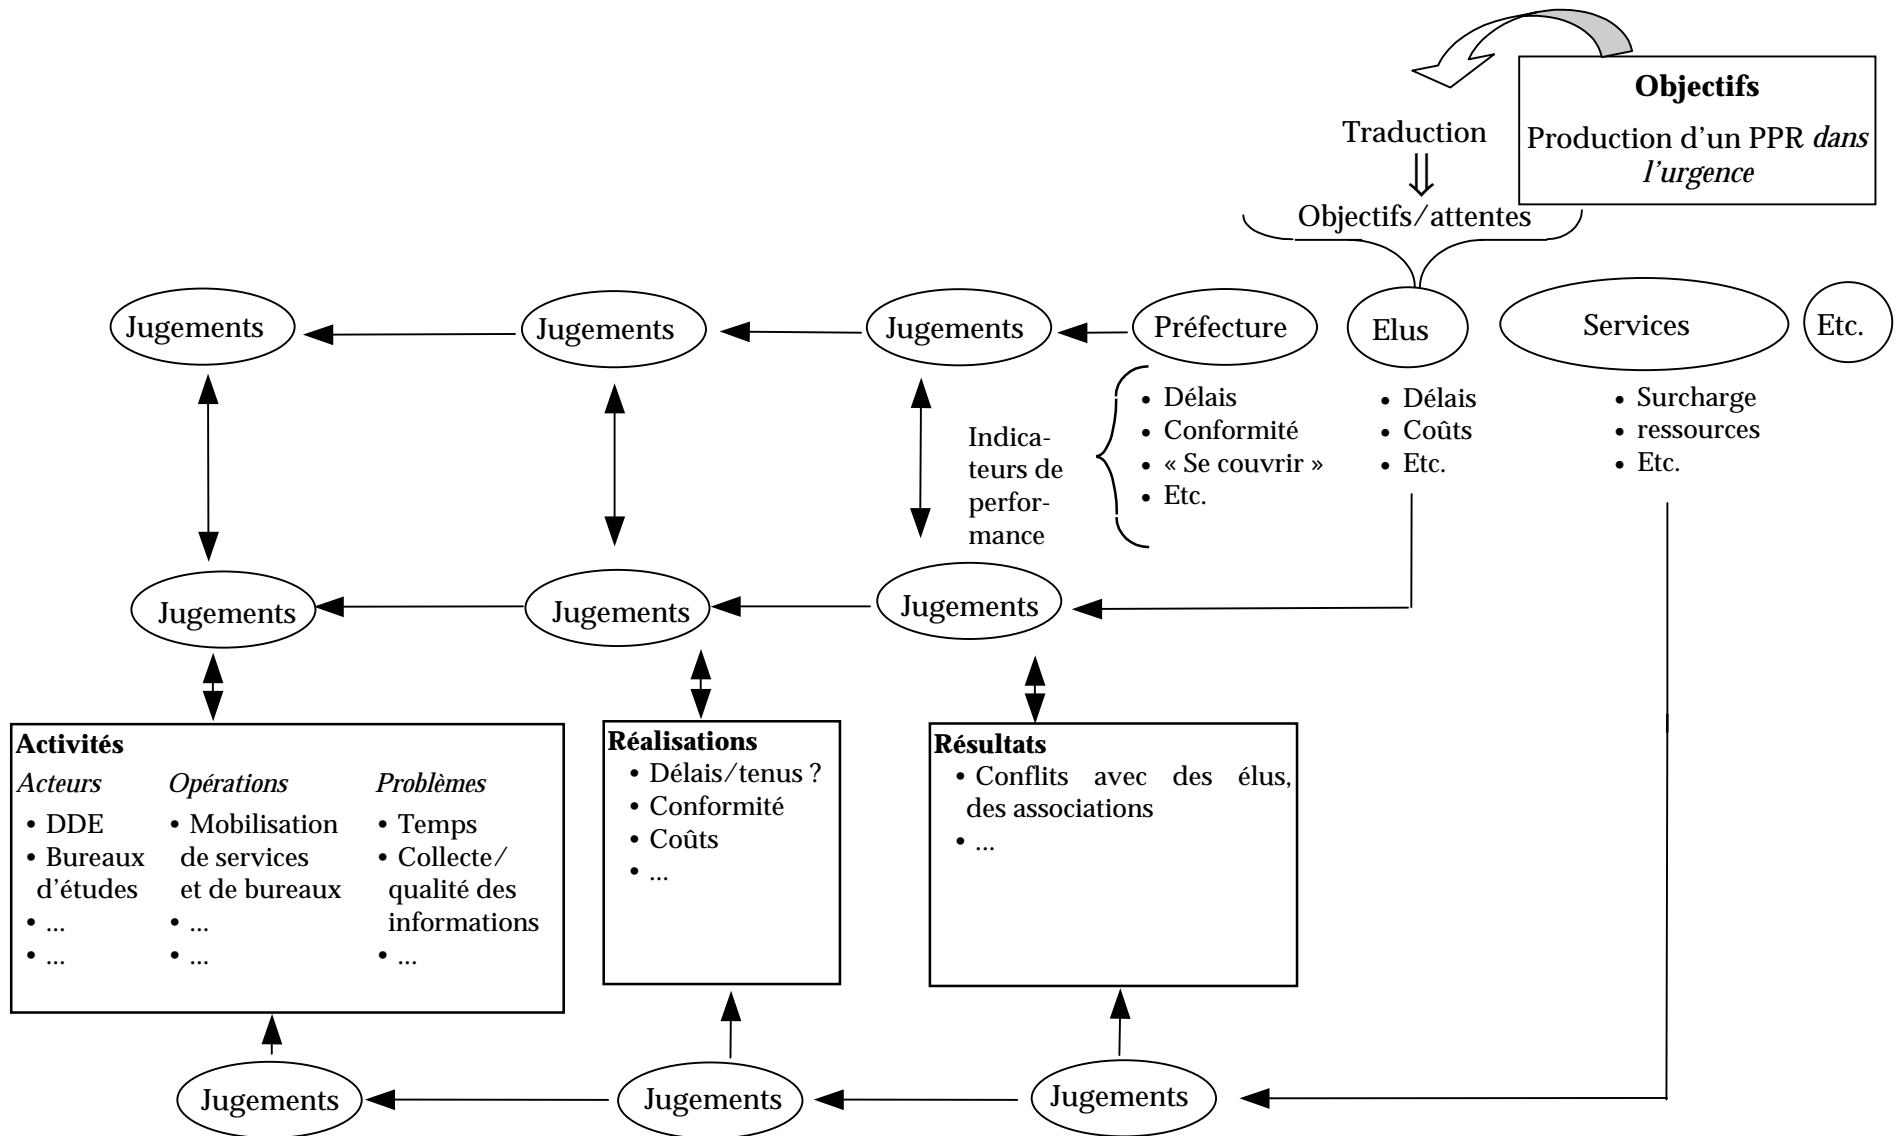 Objectifs
Production d'un PPR dans
l'urgence
Traduction
Objectifs/attentes
Jugements
Jugements
Jugements
Préfecture
Elus
Services
Etc.
Indica-
teurs de
perfor-
mance
• Délais
• Conformité
• « Se couvrir »
• Etc.
• Délais
• Coûts
• Etc.
• Surcharge
• ressources
• Etc.
Jugements
Jugements
Jugements
Activités
Acteurs
• DDE
• Bureaux
d'études
• ...
• ...
Opérations
• Mobilisation
de services
et de bureaux
• ...
• ...
Problèmes
• Temps
• Collecte/
qualité des
informations
• ...
Réalisations
• Délais/tenus ?
• Conformité
• Coûts
• ...
Résultats
• Conflits avec des élus,
des associations
• ...
Jugements
Jugements
Jugements